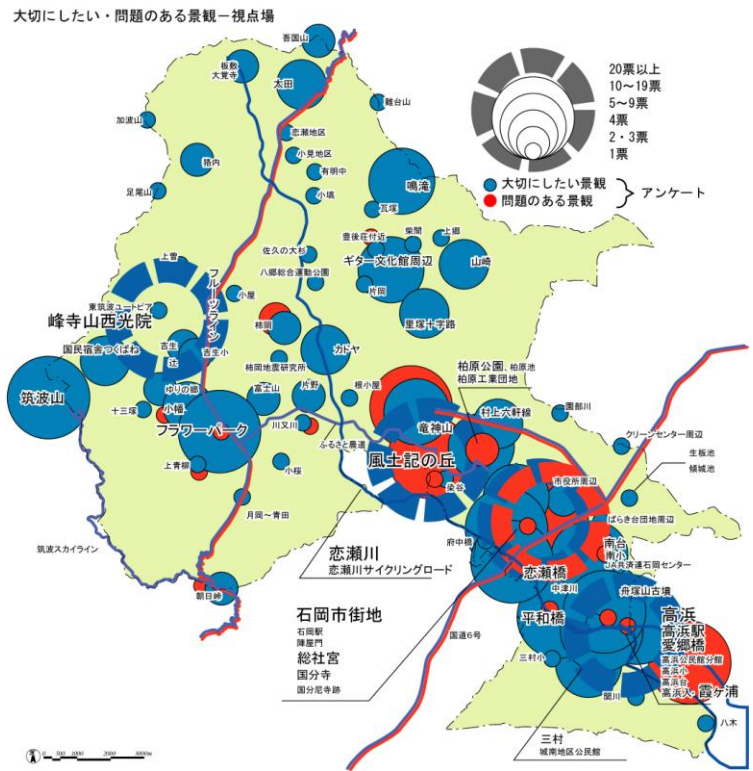 大切にしたい・問題のある景観－視点場
吾国山
板敷
大覚寺
太田
難台山
加波山
恋瀬地区
小見地区
有明中
小塙
鳴滝
瓦塚
足尾山
豊後荘付近
柴間
上郷
佐久の大杉
ギター文化館周辺
山崎
上曽
八郷総合運動公園
片岡
フルーツライン
小屋
里塚十字路
東筑波ユートピア
柿岡
峰寺山西光院
吉生
カドヤ
国民宿舎つくばね
辻
吉生小
柿岡地震研究所
柏原公園、柏原池
柏原工業団地
筑波山
ゆりの郷
富士山
片野
根小屋
十三塚
小幡
竜神山
村上六軒線
園部川
フラワーパーク
川又川
ふるさと農道
クリーンセンター周辺
上青柳
小桜
風土記の丘
染谷
市役所周辺
生板池
傾城池
月岡～青田
ばらき台団地周辺
筑波スカイライン
恋瀬川
恋瀬川サイクリングロード
府中橋
南台
南小
JA共済連石岡センター
恋瀬橋
中津川
舟塚山古墳
朝日峠
石岡市街地
石岡駅
陣屋門
総社宮
国分寺
国分尼寺跡
国道6号
平和橋
高浜
高浜駅
愛郷橋
高浜公民館分館
高浜小
高浜台
高浜入・霞ヶ浦
三村小
関川
三村
城南地区公民館
八木
20票以上
10～19票
5～9票
4票
2・3票
1票
大切にしたい景観
問題のある景観
アンケート
0 500 1000 2000 3000m